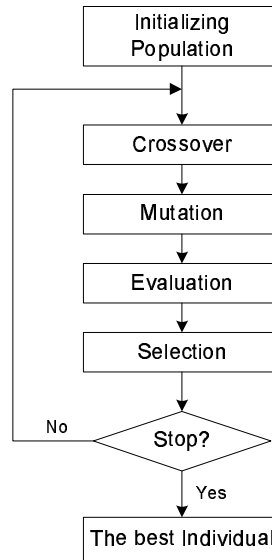 Initializing
Population
Crossover
Mutation
Evaluation
Selection
Stop?
No
Yes
The best Individual